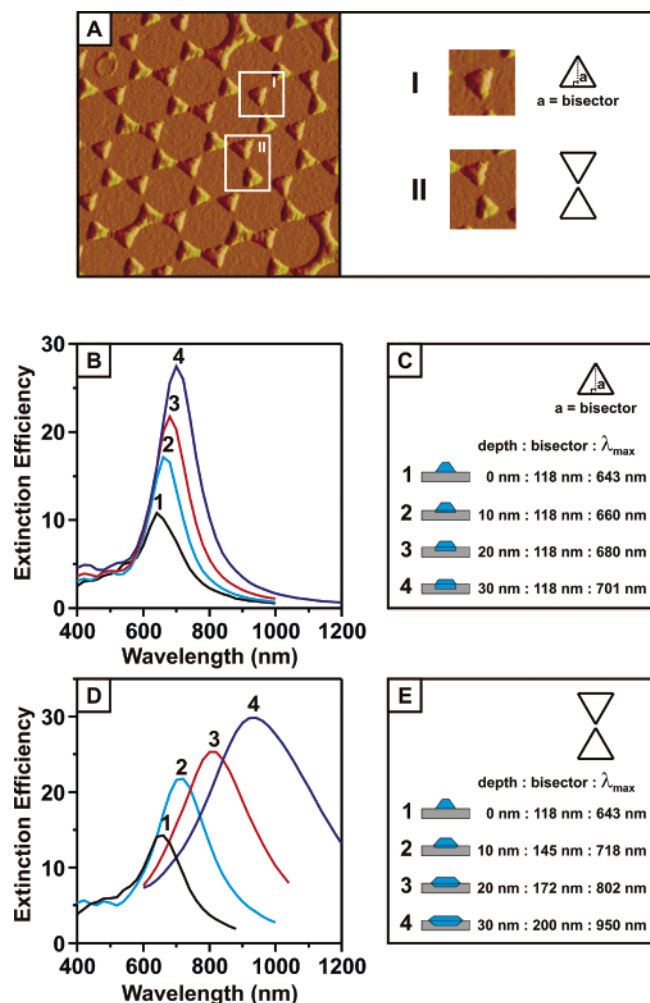 A
I
II
I
a
a = bisector
II
B
Extinction Efficiency
30
20
10
0
1
2
3
4
400 600 800 1000 1200
Wavelength (nm)
C
a
a = bisector
depth : bisector : λmax
1 0 nm : 118 nm : 643 nm
2 10 nm : 118 nm : 660 nm
3 20 nm : 118 nm : 680 nm
4 30 nm : 118 nm : 701 nm
D
Extinction Efficiency
30
20
10
0
1
2
3
4
400 600 800 1000 1200
Wavelength (nm)
E
depth : bisector : λmax
1 0 nm : 118 nm : 643 nm
2 10 nm : 145 nm : 718 nm
3 20 nm : 172 nm : 802 nm
4 30 nm : 200 nm : 950 nm